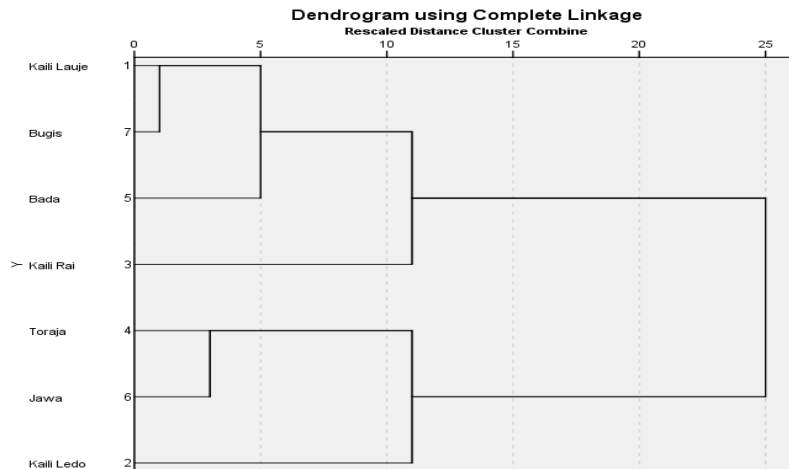 Dendrogram using Complete Linkage
Rescaled Distance Cluster Combine
0 5 10 15 20 25
Kaili Lauje 1
Bugis 7
Bada 5
Y
Kaili Rai 3
Toraja 4
Jawa 6
Kaili Ledo 2